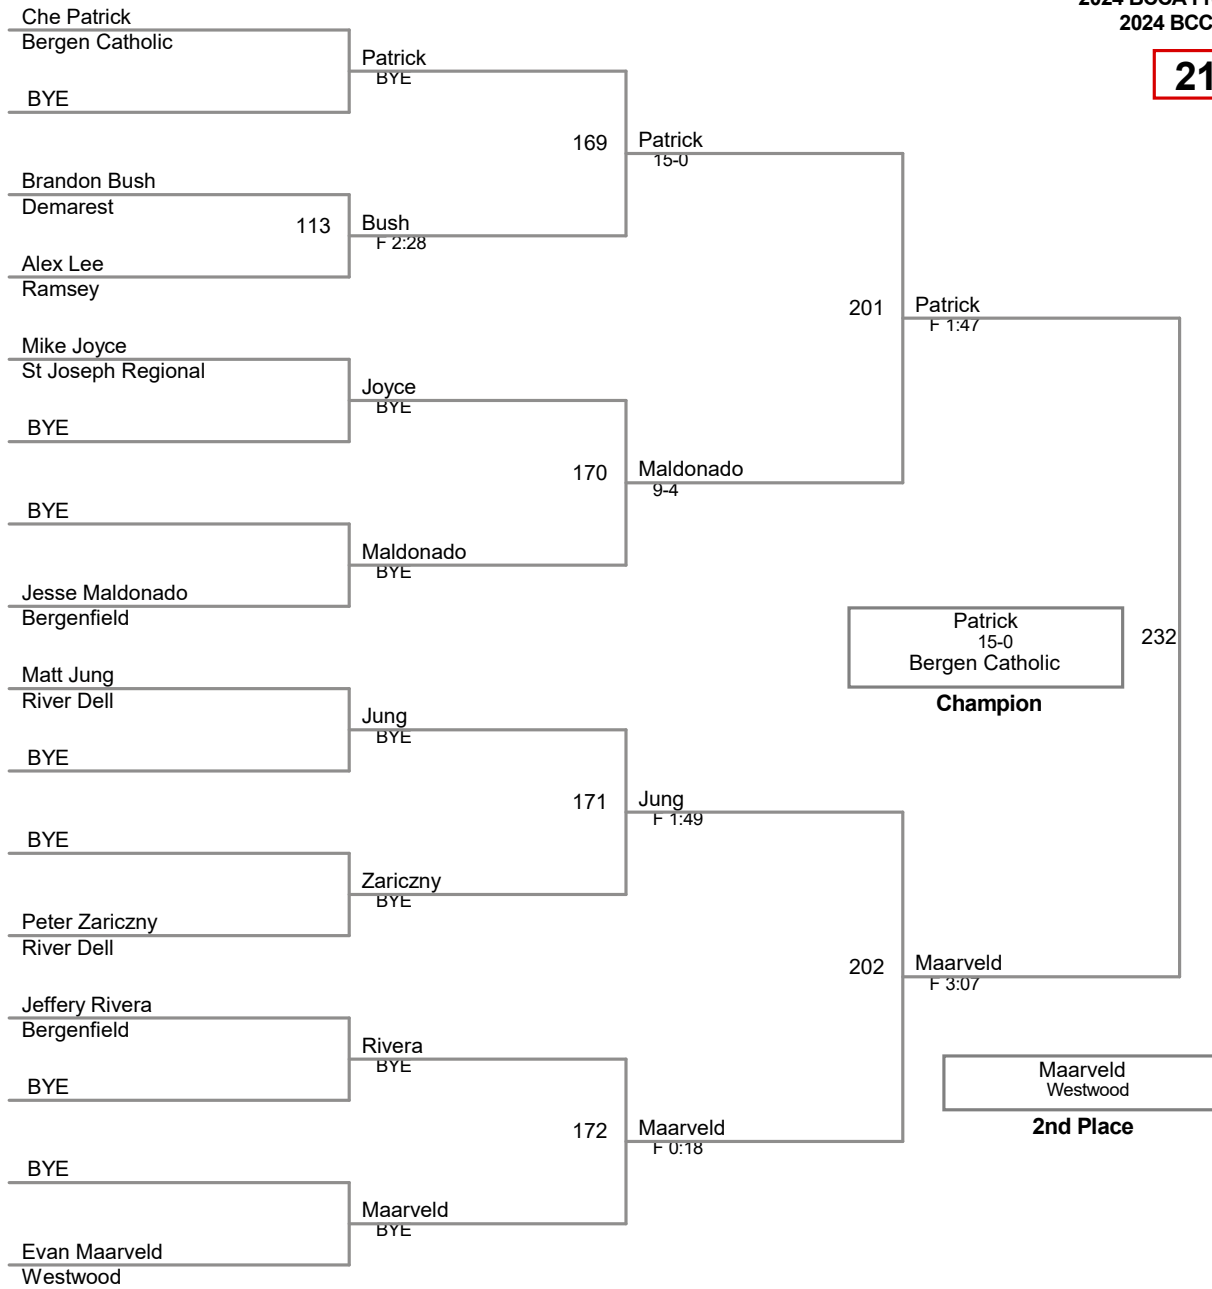 2024 BCC
21
Che Patrick
Bergen Catholic
BYE
Brandon Bush
Demarest
113
Alex Lee
Ramsey
Mike Joyce
St Joseph Regional
BYE
BYE
Jesse Maldonado
Bergenfield
Matt Jung
River Dell
BYE
BYE
Peter Zariczny
River Dell
Jeffery Rivera
Bergenfield
BYE
BYE
Evan Maarveld
Westwood
Patrick
BYE
169
Bush
F 2:28
Joyce
BYE
170
Maldonado
BYE
Jung
BYE
171
Zariczny
BYE
Rivera
BYE
172
Maarveld
BYE
Patrick
15-0
201
Maldonado
9-4
Jung
F 1:49
202
Maarveld
F 0:18
Patrick
F 1:47
232
Maarveld
F 3:07
Patrick
15-0
Bergen Catholic
Champion
Maarveld
Westwood
2nd Place